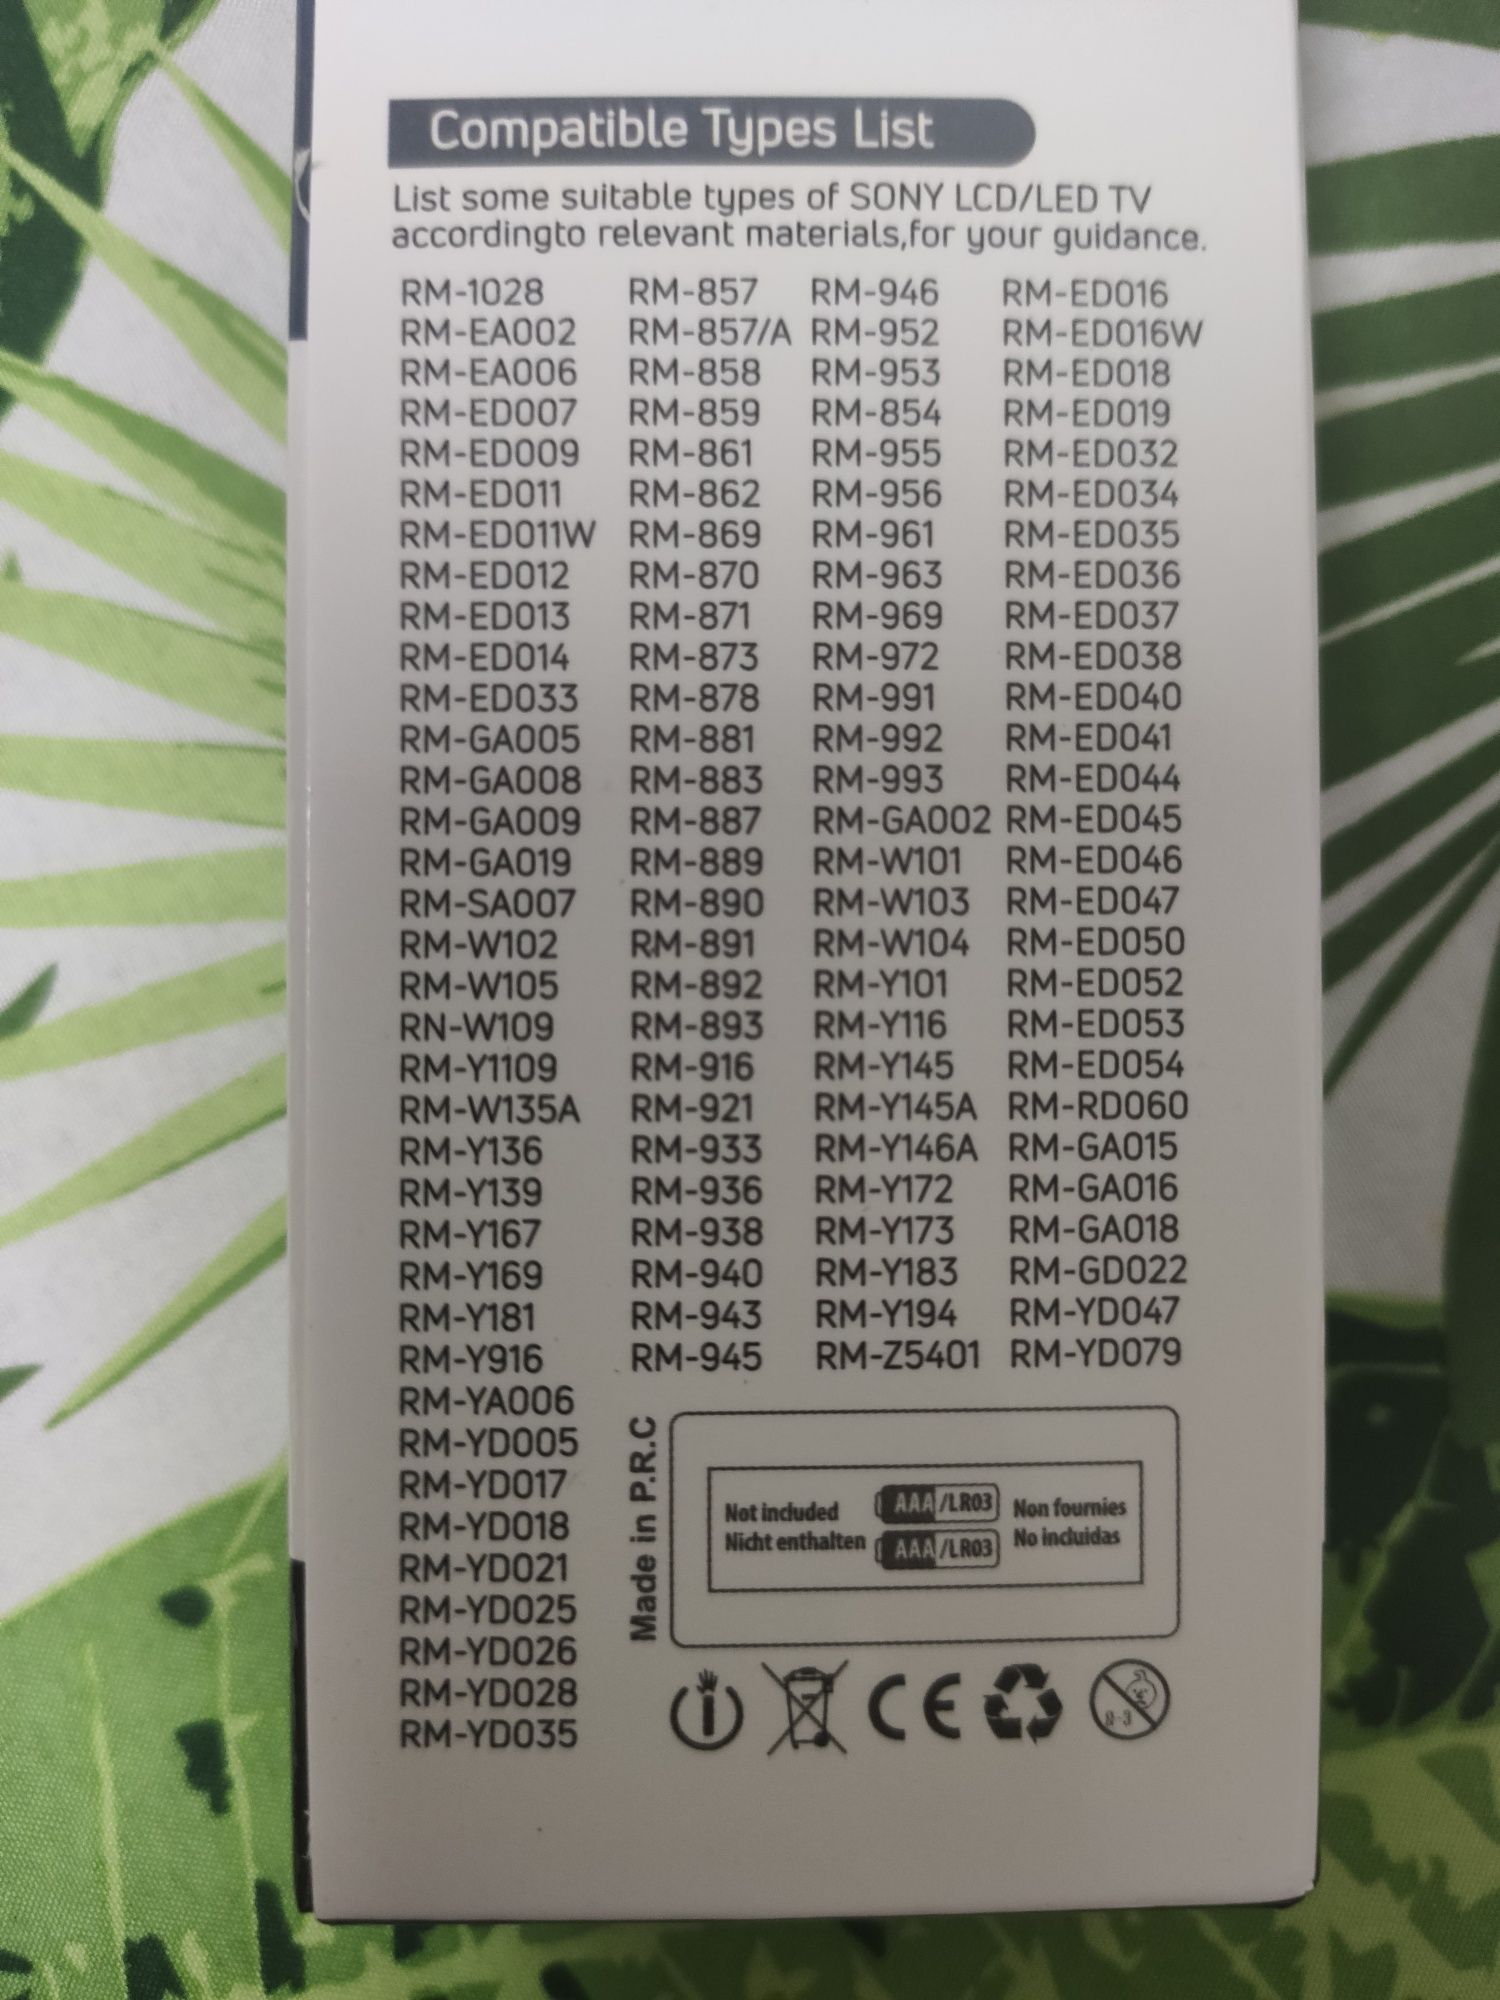 Compatible Types List
List some suitable types of SONY LCD/LED TV
accordingto relevant materials,for your guidance.
RM-1028 RM-857 RM-946 RM-ED016
RM-EA002 RM-857/A RM-952 RM-ED016W
RM-EA006 RM-858 RM-953 RM-ED018
RM-ED007 RM-859 RM-854 RM-ED019
RM-ED009 RM-861 RM-955 RM-ED032
RM-ED011 RM-862 RM-956 RM-ED034
RM-ED011W RM-869 RM-961 RM-ED035
RM-ED012 RM-870 RM-963 RM-ED036
RM-ED013 RM-871 RM-969 RM-ED037
RM-ED014 RM-873 RM-972 RM-ED038
RM-ED033 RM-878 RM-991 RM-ED040
RM-GA005 RM-881 RM-992 RM-ED041
RM-GA008 RM-883 RM-993 RM-ED044
RM-GA009 RM-887 RM-GA002 RM-ED045
RM-GA019 RM-889 RM-W101 RM-ED046
RM-SA007 RM-890 RM-W103 RM-ED047
RM-W102 RM-891 RM-W104 RM-ED050
RM-W105 RM-892 RM-Y101 RM-ED052
RN-W109 RM-893 RM-Y116 RM-ED053
RM-Y1109 RM-916 RM-Y145 RM-ED054
RM-W135A RM-921 RM-Y145A RM-RD060
RM-Y136 RM-933 RM-Y146A RM-GA015
RM-Y139 RM-936 RM-Y172 RM-GA016
RM-Y167 RM-938 RM-Y173 RM-GA018
RM-Y169 RM-940 RM-Y183 RM-GD022
RM-Y181 RM-943 RM-Y194 RM-YD047
RM-Y916 RM-945 RM-Z5401 RM-YD079
RM-YA006
RM-YD005
RM-YD017
RM-YD018
RM-YD021
RM-YD025
RM-YD026
RM-YD028
RM-YD035
Made in P.R.C
Not included AAA/LR03 Non fournies
Nicht enthalten AAA/LR03 No incluidas
CE
0-3